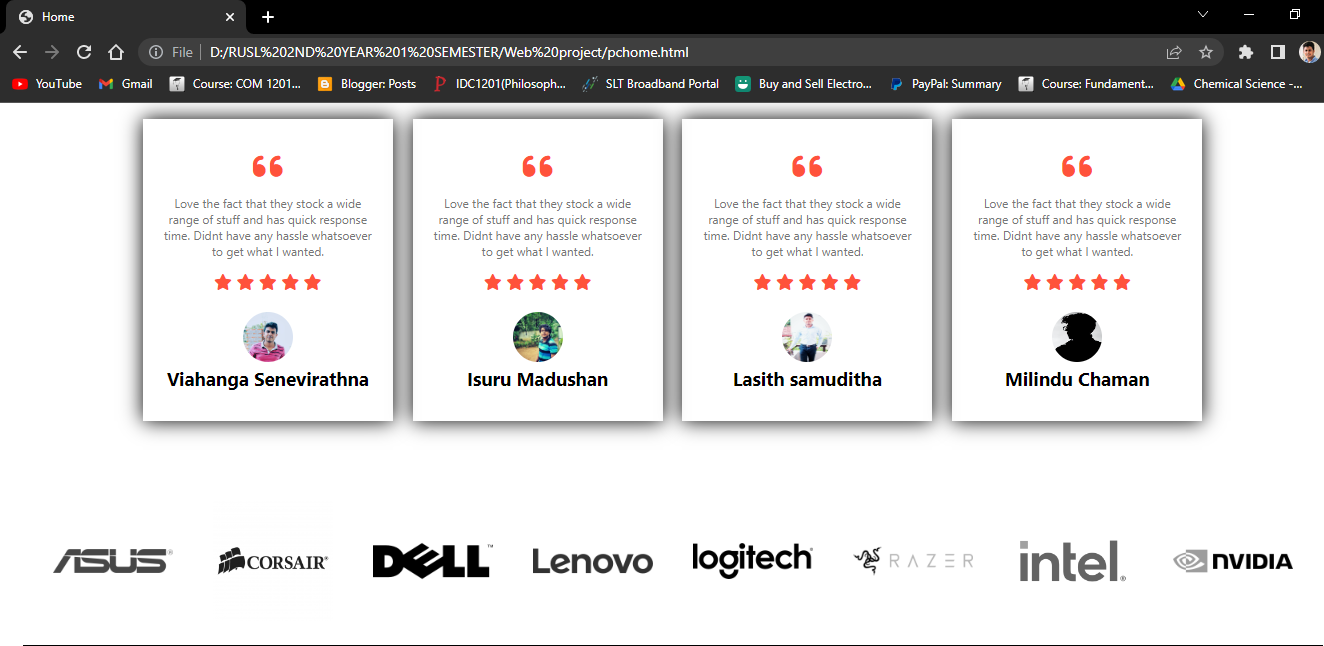 Home
File
D:/RUSL%202ND%20YEAR%201%20SEMESTER/Web%20project/pchome.html
YouTube
Gmail
Course: COM 1201...
Blogger: Posts
IDC1201(Philosoph...
SLT Broadband Portal
Buy and Sell Electro...
PayPal: Summary
Course: Fundament...
Chemical Science -...
“
Love the fact that they stock a wide
range of stuff and has quick response
time. Didnt have any hassle whatsoever
to get what I wanted.
Viahanga Senevirathna
“
Love the fact that they stock a wide
range of stuff and has quick response
time. Didnt have any hassle whatsoever
to get what I wanted.
Isuru Madushan
“
Love the fact that they stock a wide
range of stuff and has quick response
time. Didnt have any hassle whatsoever
to get what I wanted.
Lasith samuditha
“
Love the fact that they stock a wide
range of stuff and has quick response
time. Didnt have any hassle whatsoever
to get what I wanted.
Milindu Chaman
ASUS®
CORSAIR®
DELL™
Lenovo
logitech
RAZER
intel®
NVIDIA